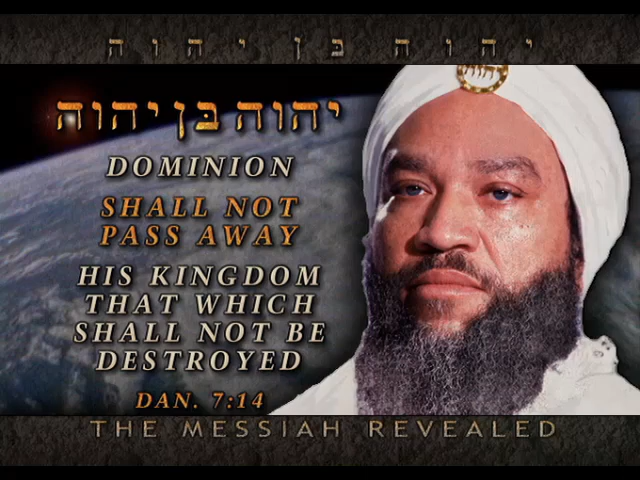 יהוה בן יהוה
יהוה בּן יהוה
DOMINION
SHALL NOT
PASS AWAY
HIS KINGDOM
THAT WHICH
SHALL NOT BE
DESTROYED
DAN. 7:14
THE MESSIAH REVEALED